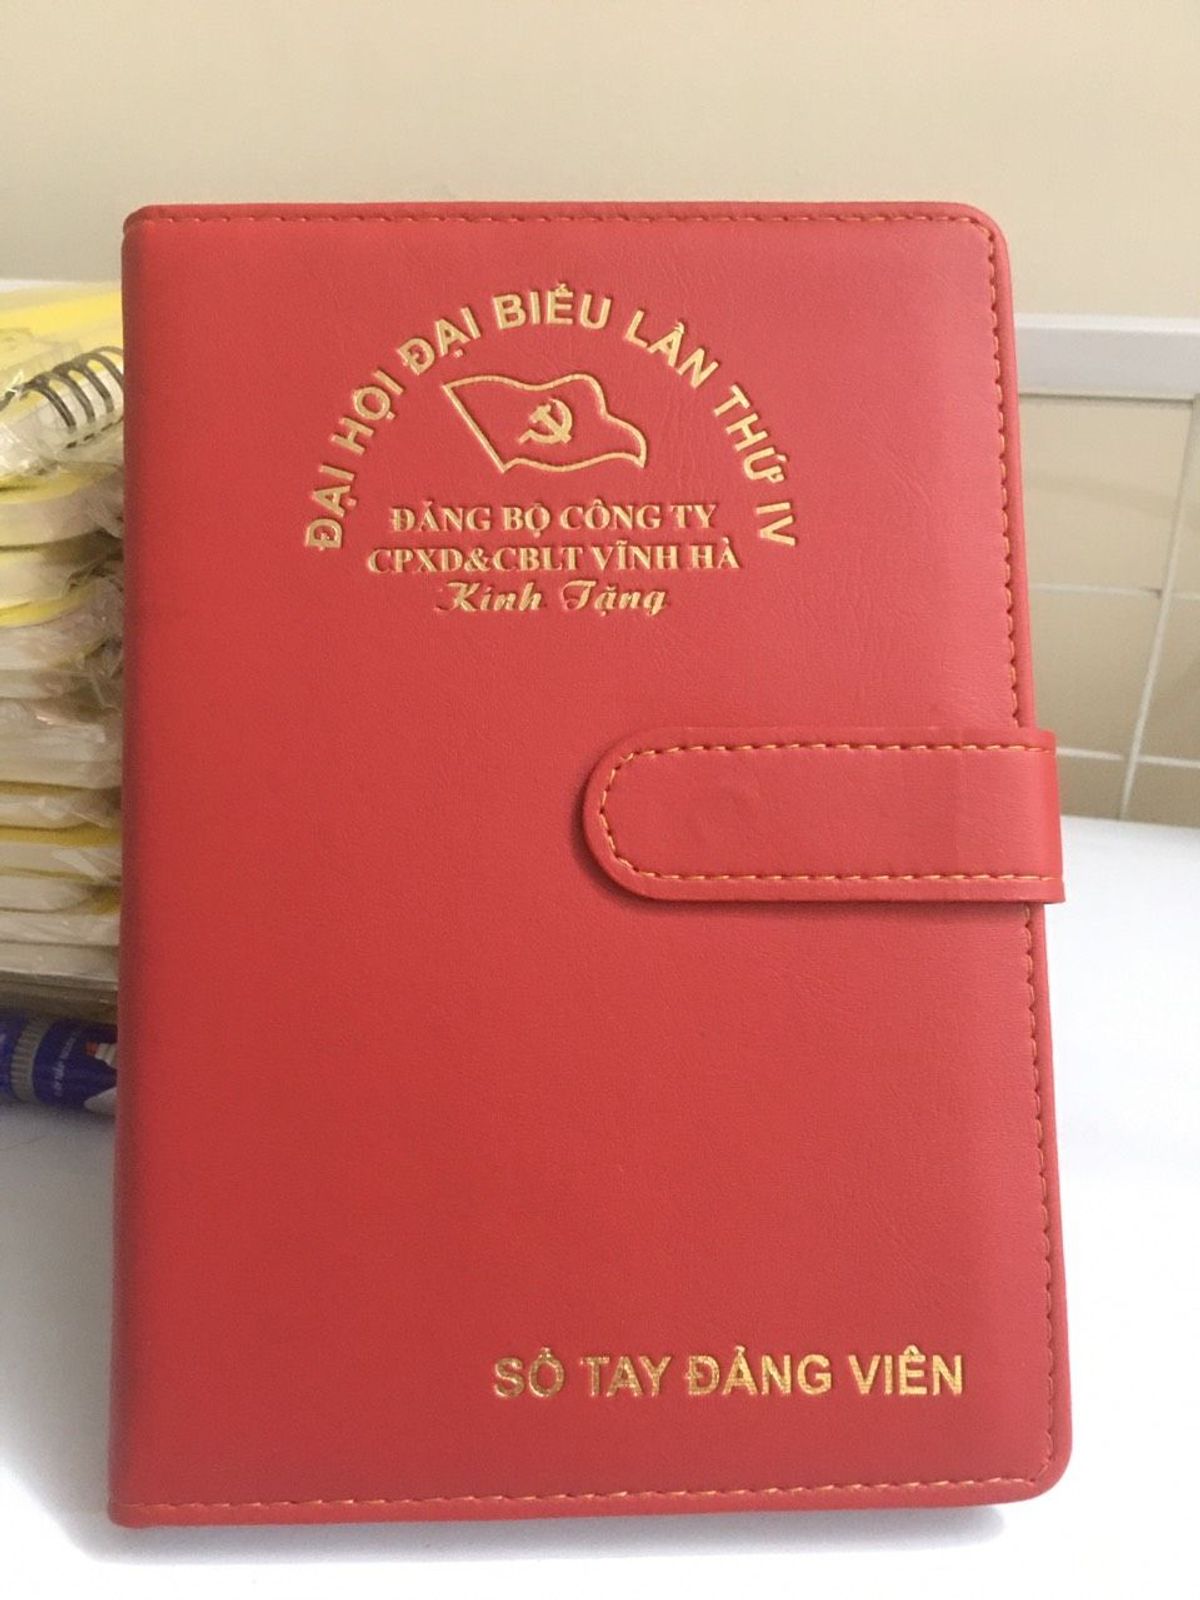 ĐẠI HỘI ĐẠI BIỂU LẦN THỨ IV
ĐẢNG BỘ CÔNG TY
CPXD&CBLT VĨNH HÀ
Kính Tặng
SỔ TAY ĐẢNG VIÊN